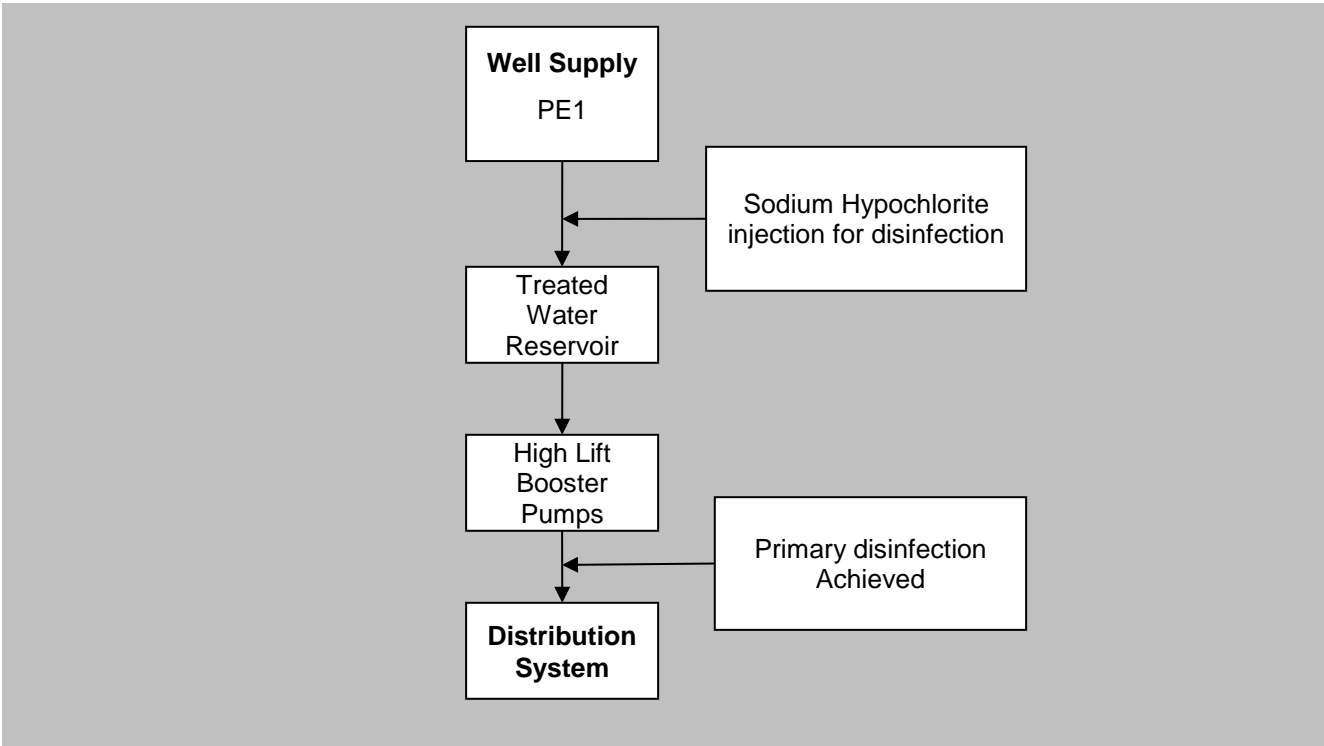 Well Supply
PE1
Sodium Hypochlorite
injection for disinfection
Treated
Water
Reservoir
High Lift
Booster
Pumps
Primary disinfection
Achieved
Distribution
System